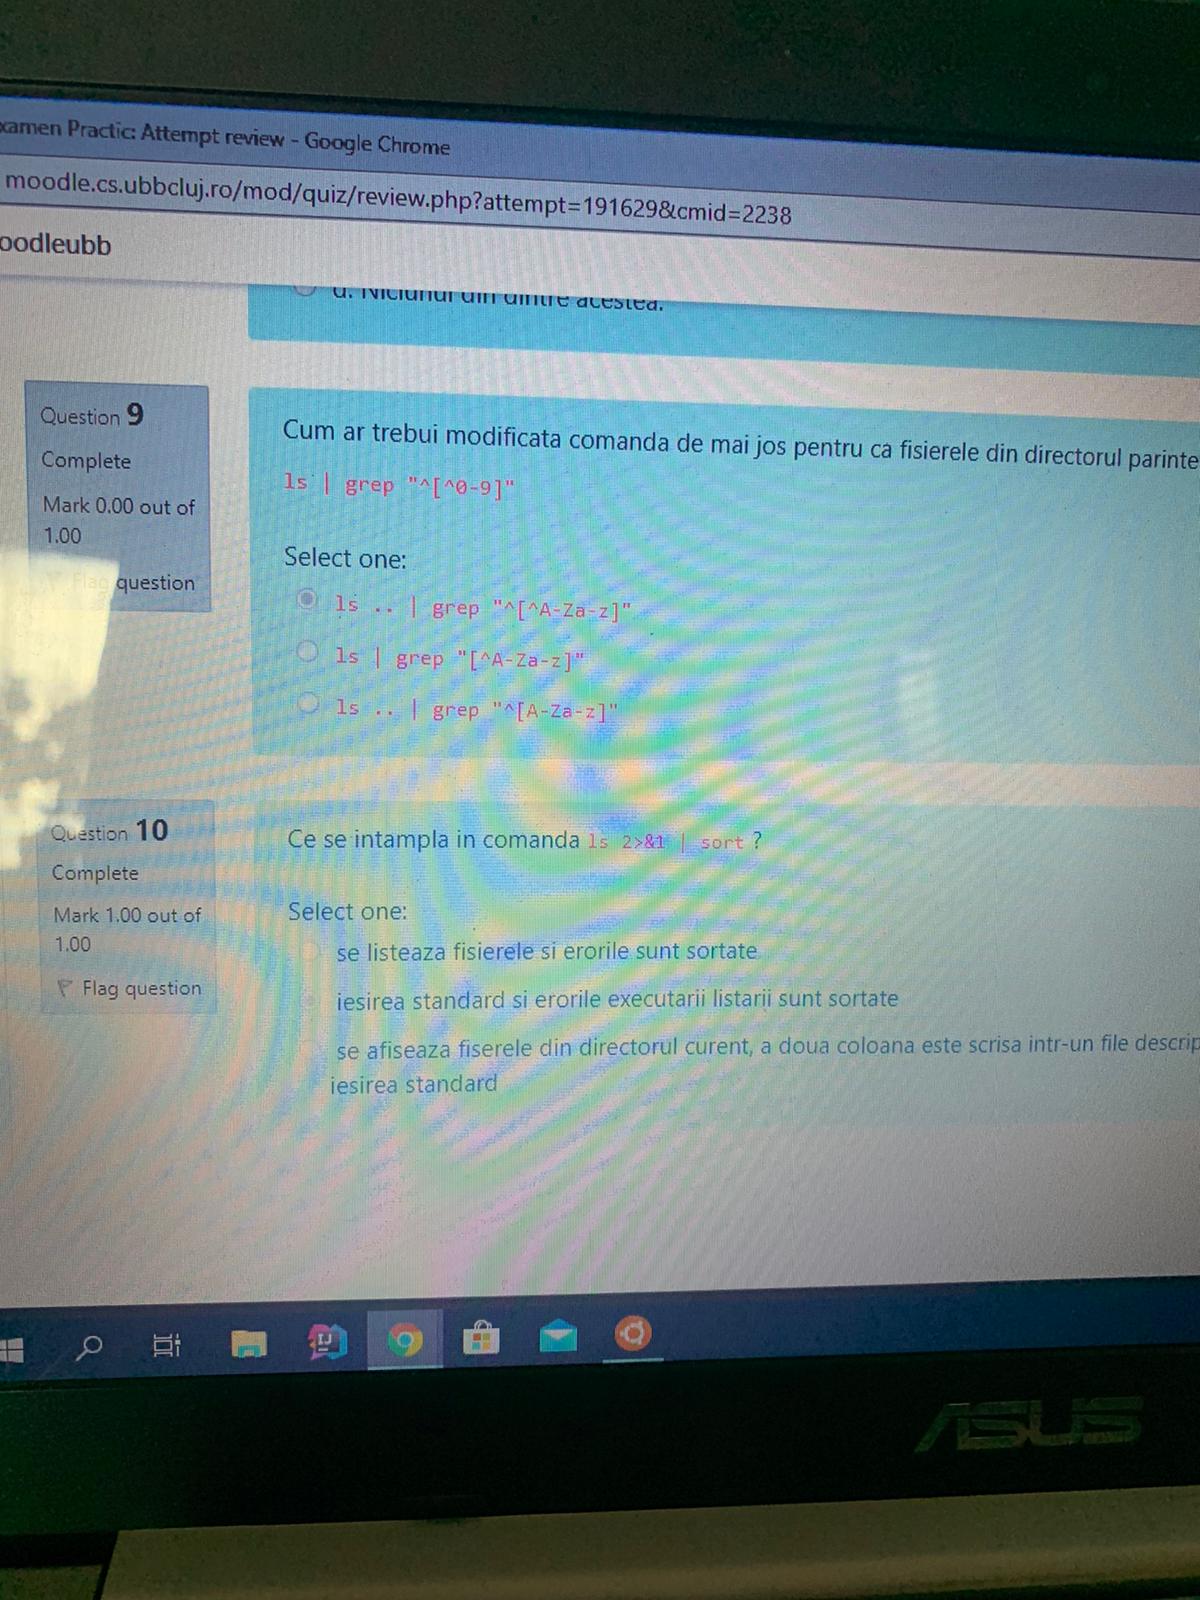 xamen Practic: Attempt review - Google Chrome
moodle.cs.ubbcluj.ro/mod/quiz/review.php?attempt=191629&cmid=2238
oodleubb
d. Niciunul din dintre acestea.
Question 9
Complete
Mark 0.00 out of
1.00
Flag question
Cum ar trebui modificata comanda de mai jos pentru ca fisierele din directorul parinte
ls | grep "^[^0-9]"
Select one:
ls .. | grep "^[^A-Za-z]"
ls | grep "[^A-Za-z]"
ls .. | grep "^[A-Za-z]"
Question 10
Complete
Mark 1.00 out of
1.00
Flag question
Ce se intampla in comanda ls 2>&1 | sort ?
Select one:
se listeaza fisierele si erorile sunt sortate
iesirea standard si erorile executarii listarii sunt sortate
se afiseaza fiserele din directorul curent, a doua coloana este scrisa intr-un file descrip
iesirea standard
IJ
ASUS